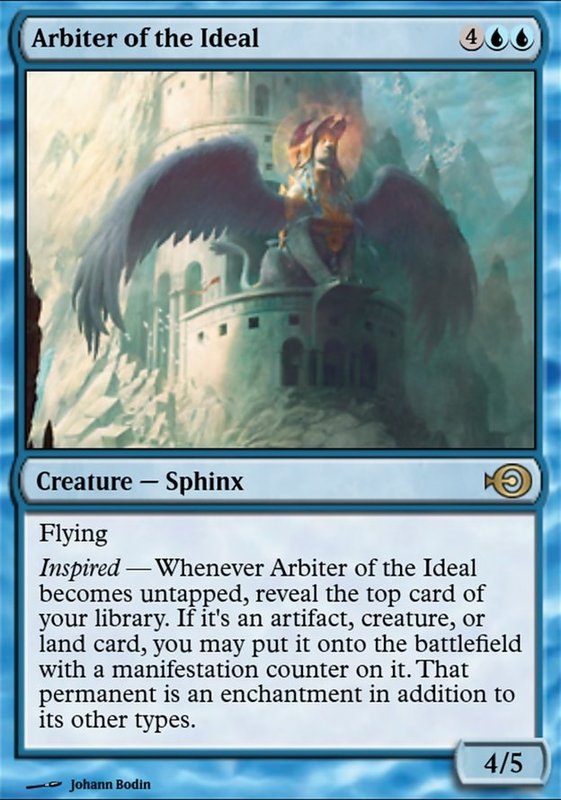 Arbiter of the Ideal 4
Creature — Sphinx
Flying
Inspired — Whenever Arbiter of the Ideal
becomes untapped, reveal the top card of
your library. If it's an artifact, creature, or
land card, you may put it onto the battlefield
with a manifestation counter on it. That
permanent is an enchantment in addition to
its other types.
4/5
Johann Bodin